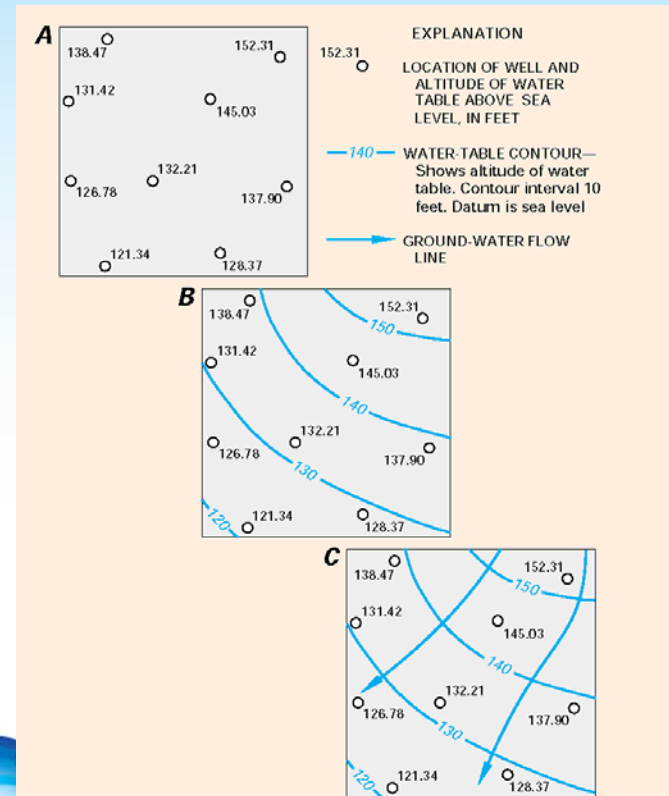 A
138.47
152.31
131.42
145.03
126.78
132.21
137.90
121.34
128.37
EXPLANATION
152.31
LOCATION OF WELL AND
ALTITUDE OF WATER
TABLE ABOVE SEA
LEVEL, IN FEET
140
WATER-TABLE CONTOUR—
Shows altitude of water
table. Contour interval 10
feet. Datum is sea level
GROUND-WATER FLOW
LINE
B
138.47
152.31
150
131.42
145.03
140
126.78
132.21
137.90
130
120
121.34
128.37
C
138.47
152.31
150
131.42
145.03
140
126.78
132.21
137.90
130
120
121.34
128.37